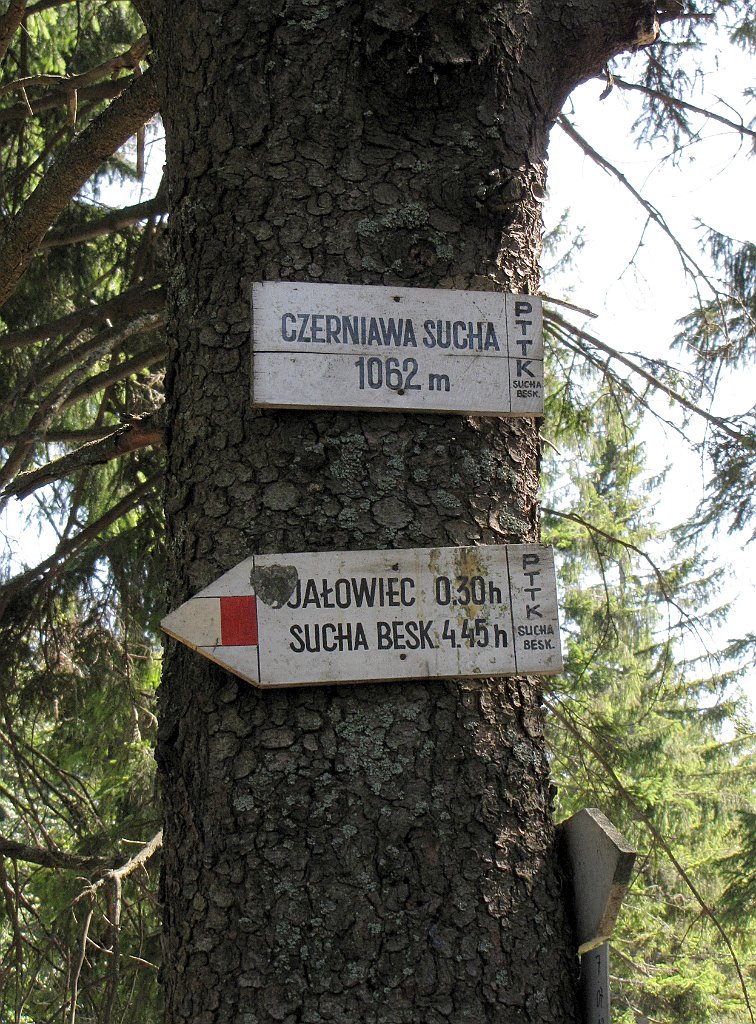 CZERNIAWA SUCHA
1062 m
PTTK
SUCHA
BESK.
JAŁOWIEC 0.30h
SUCHA BESK. 4.45h
PTTK
SUCHA
BESK.